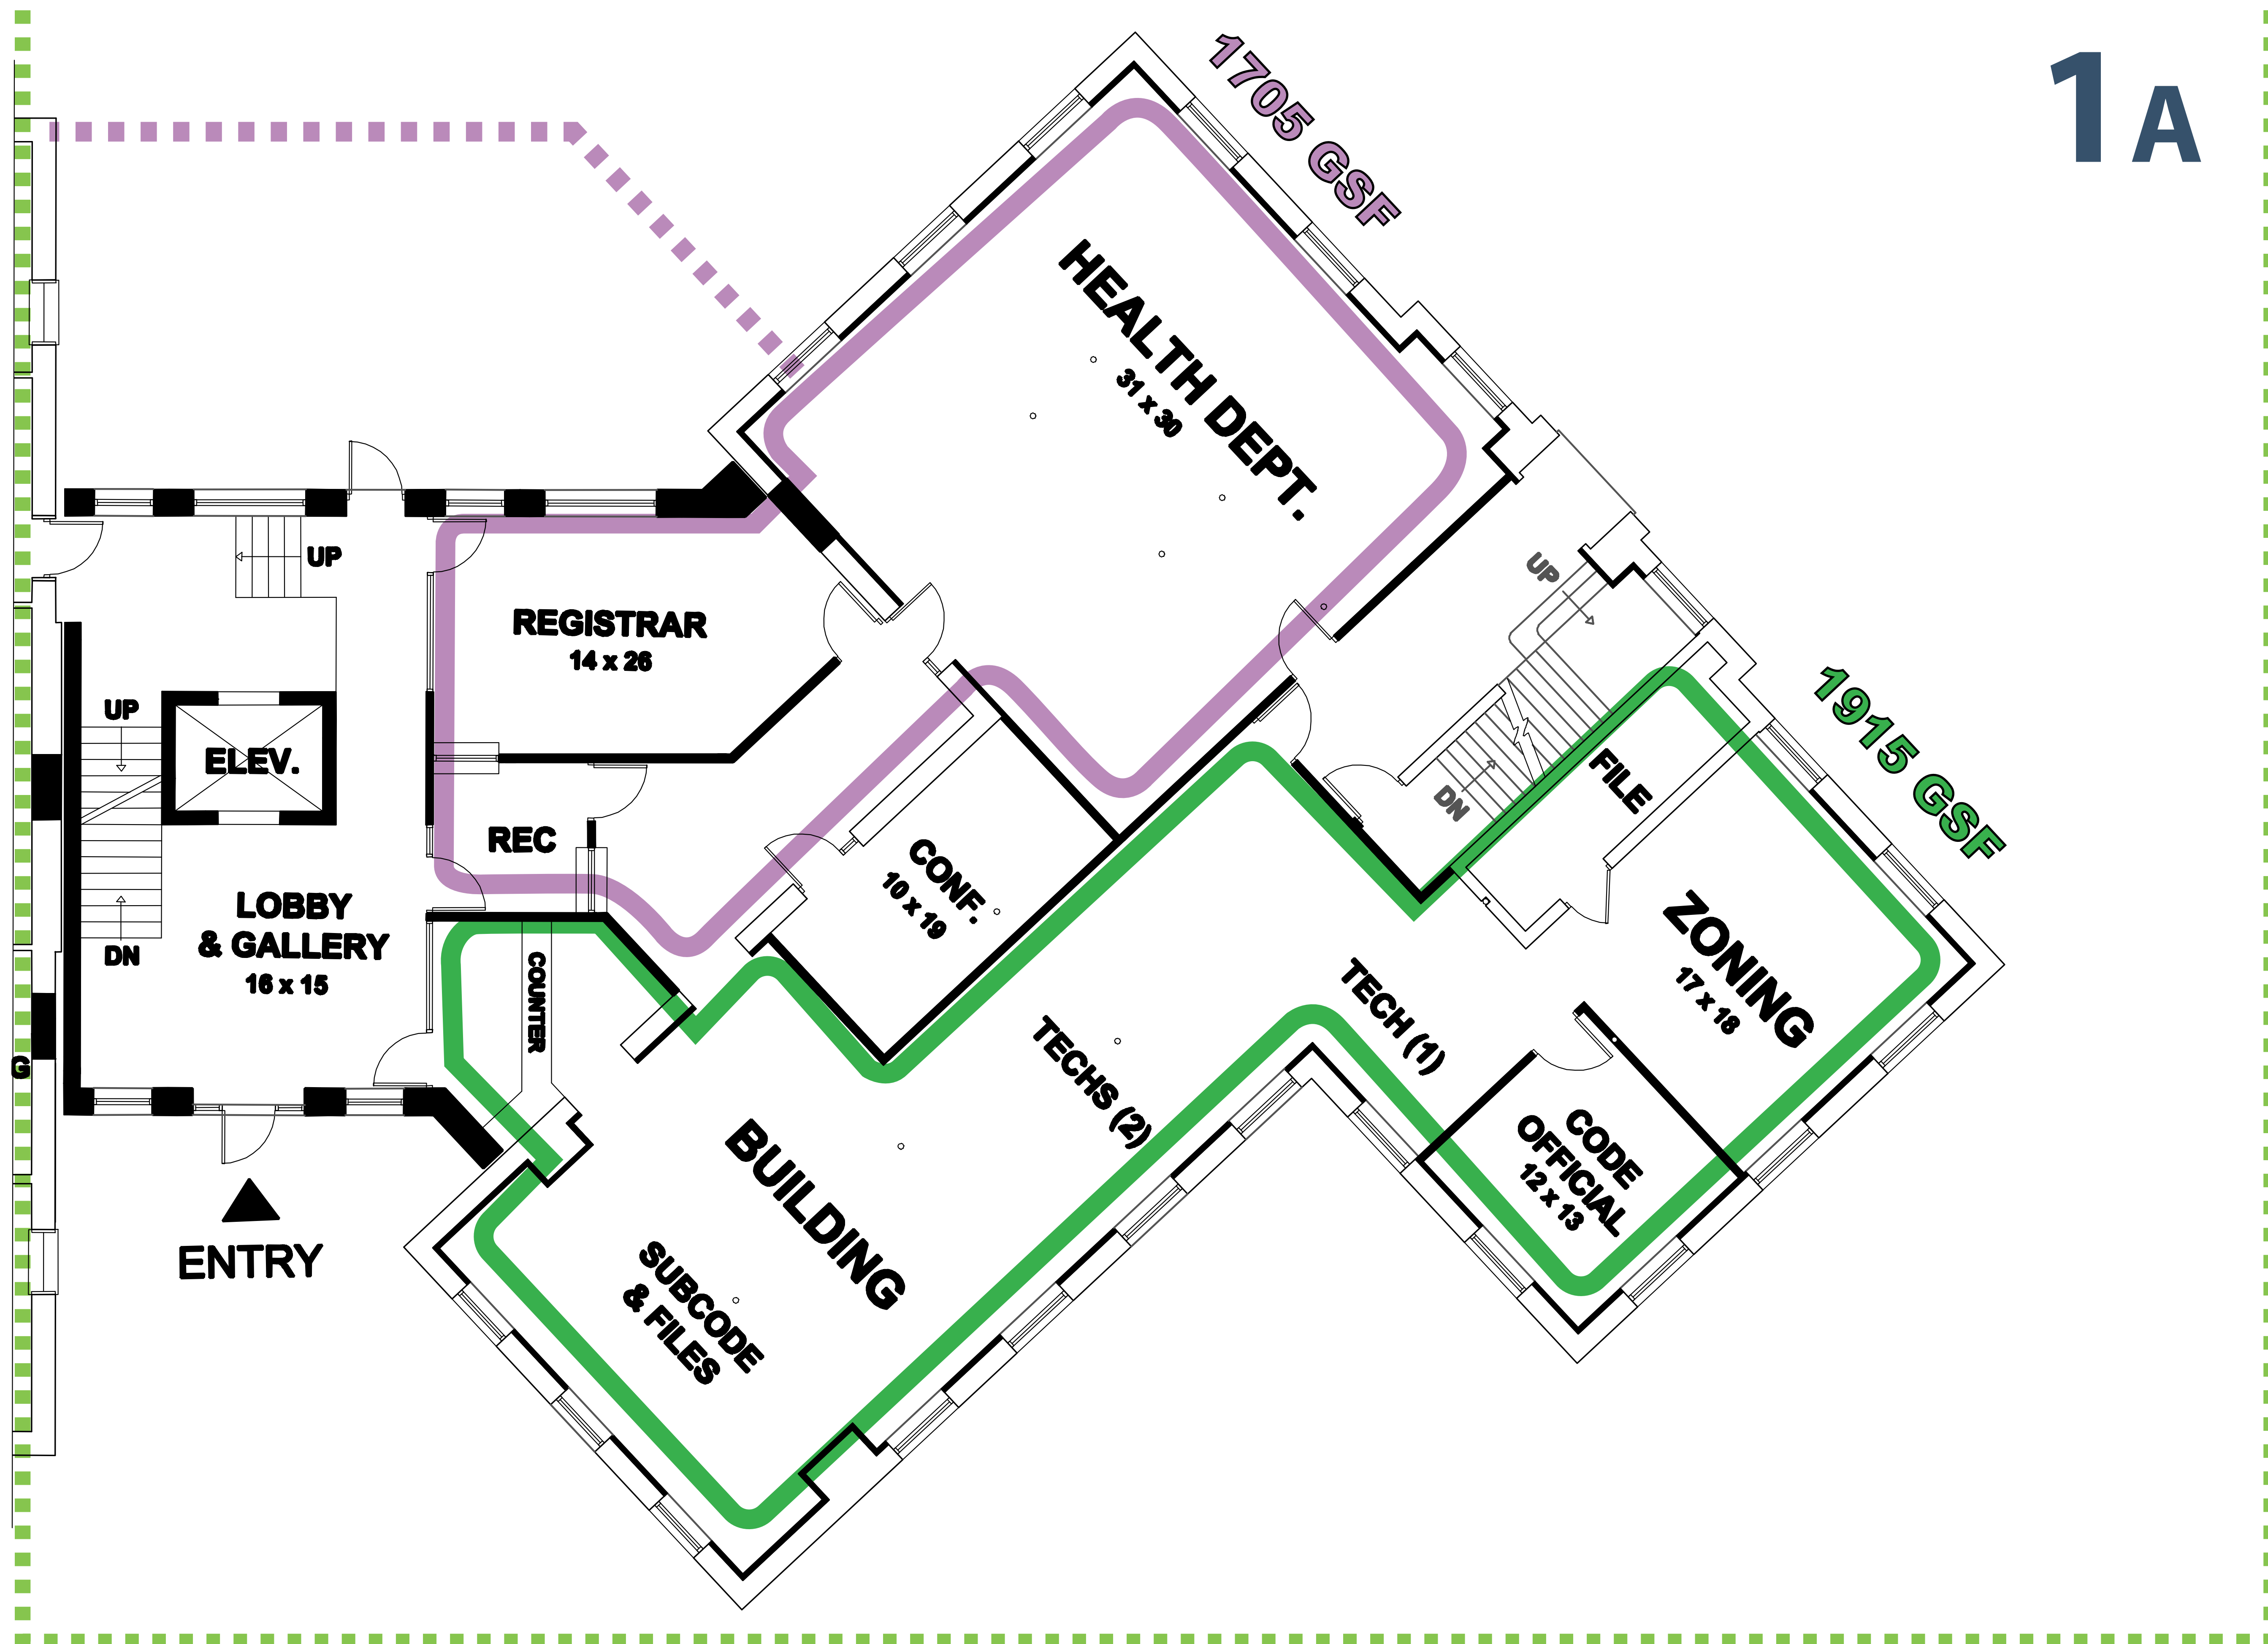 1A
1705 GSF
HEALTH DEPT.
31 x 30
UP
UP
REGISTRAR
14 x 26
1915 GSF
UP
ELEV.
FILE
DN
REC
CONF.
10 x 19
LOBBY
& GALLERY
16 x 15
DN
COUNTER
ZONING
17 x 18
TECH (1)
TECHS (2)
G
CODE
OFFICIAL
12 x 13
BUILDING
ENTRY
SUBCODE
& FILES